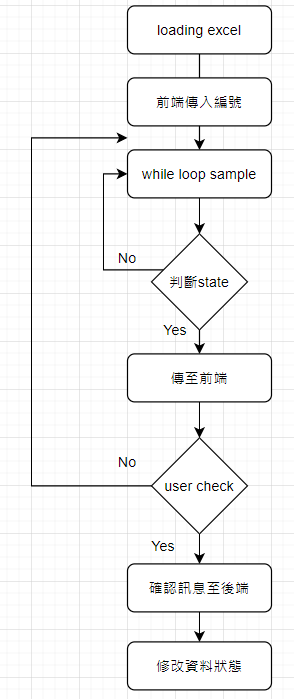 loading excel
前端傳入編號
while loop sample
No
判斷state
Yes
傳至前端
No
user check
Yes
確認訊息至後端
修改資料狀態